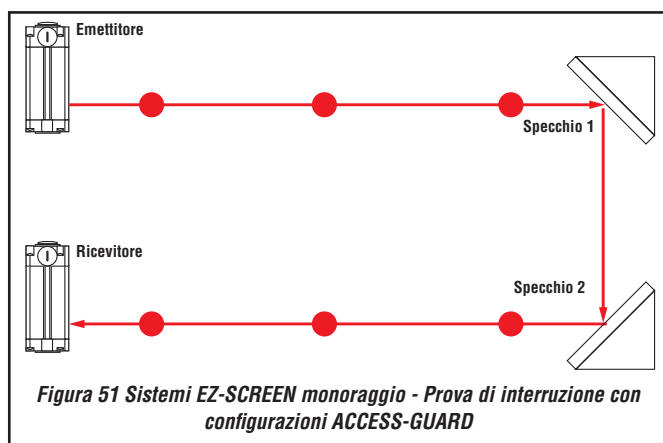 Emettitore
Specchio 1
Ricevitore
Specchio 2
Figura 51 Sistemi EZ-SCREEN monoraggio - Prova di interruzione con
configurazioni ACCESS-GUARD